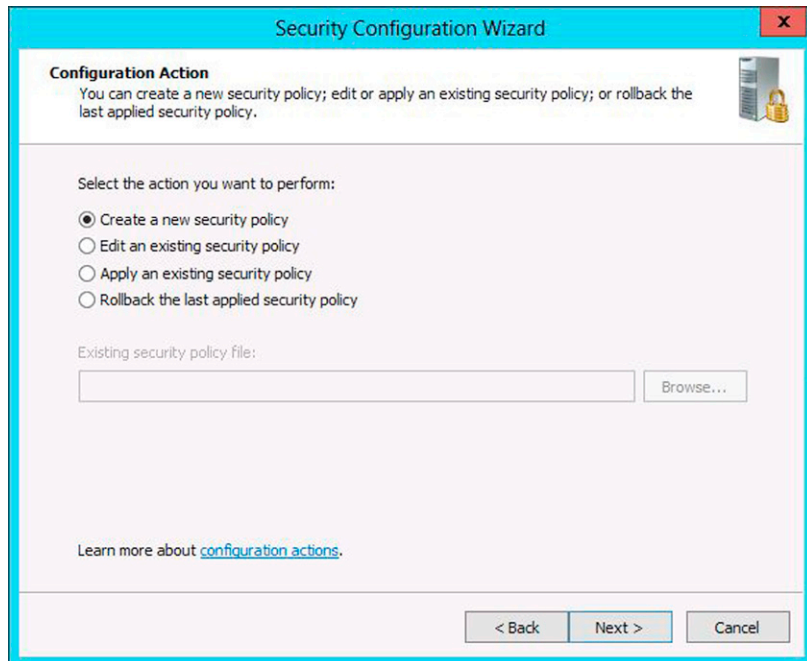 Security Configuration Wizard
x
Configuration Action
You can create a new security policy; edit or apply an existing security policy; or rollback the
last applied security policy.
Select the action you want to perform:
Create a new security policy
Edit an existing security policy
Apply an existing security policy
Rollback the last applied security policy
Existing security policy file:
Browse...
Learn more about configuration actions.
< Back Next > Cancel